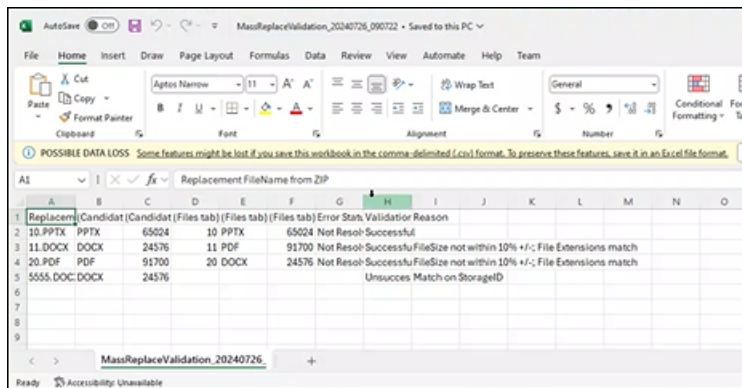 AutoSave Off MassReplaceValidation_20240726_090722 • Saved to this PC
File Home Insert Draw Page Layout Formulas Data Review View Automate Help Team
Paste Cut Copy Format Painter Clipboard
Aptos Narrow 11 A A B I U A Font
Wrap Text Merge & Center Alignment
General $ % Number
Conditional Formatting
POSSIBLE DATA LOSS Some features might be lost if you save this workbook in the comma-delimited (.csv) format. To preserve these features, save it in an Excel file format.
A1 fx Replacement FileName from ZIP
A B C D E F G H I J K L M N O
1 Replacem (Candidat (Candidat (Files tab) (Files tab) (Files tab) Error Statu Validation Reason
2 10.PPTX PPTX 65024 10 PPTX 65024 Not Resol Successful
3 11.DOCX DOCX 24576 11 PDF 91700 Not Resol Successfu FileSize not within 10% +/-; File Extensions match
4 20.PDF PDF 91700 20 DOCX 24576 Not Resol Successfu FileSize not within 10% +/-; File Extensions match
5 5555.DOC DOCX 24576 Unsucces Match on StorageID
6
7
8
9
MassReplaceValidation_20240726_ +
Ready Accessibility: Unavailable